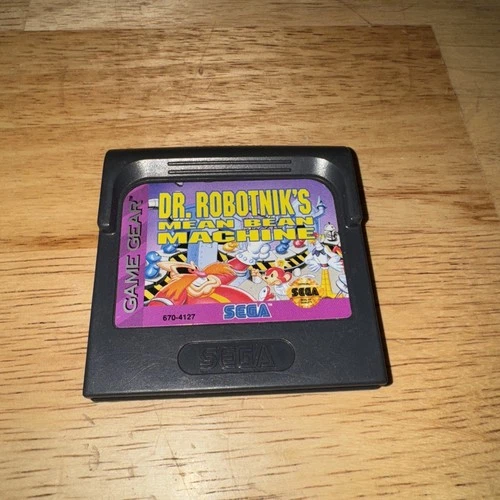 GAME GEAR
DR. ROBOTNIK'S
MEAN BEAN
MACHINE
SEGA
SEGA
670-4127
SEGA